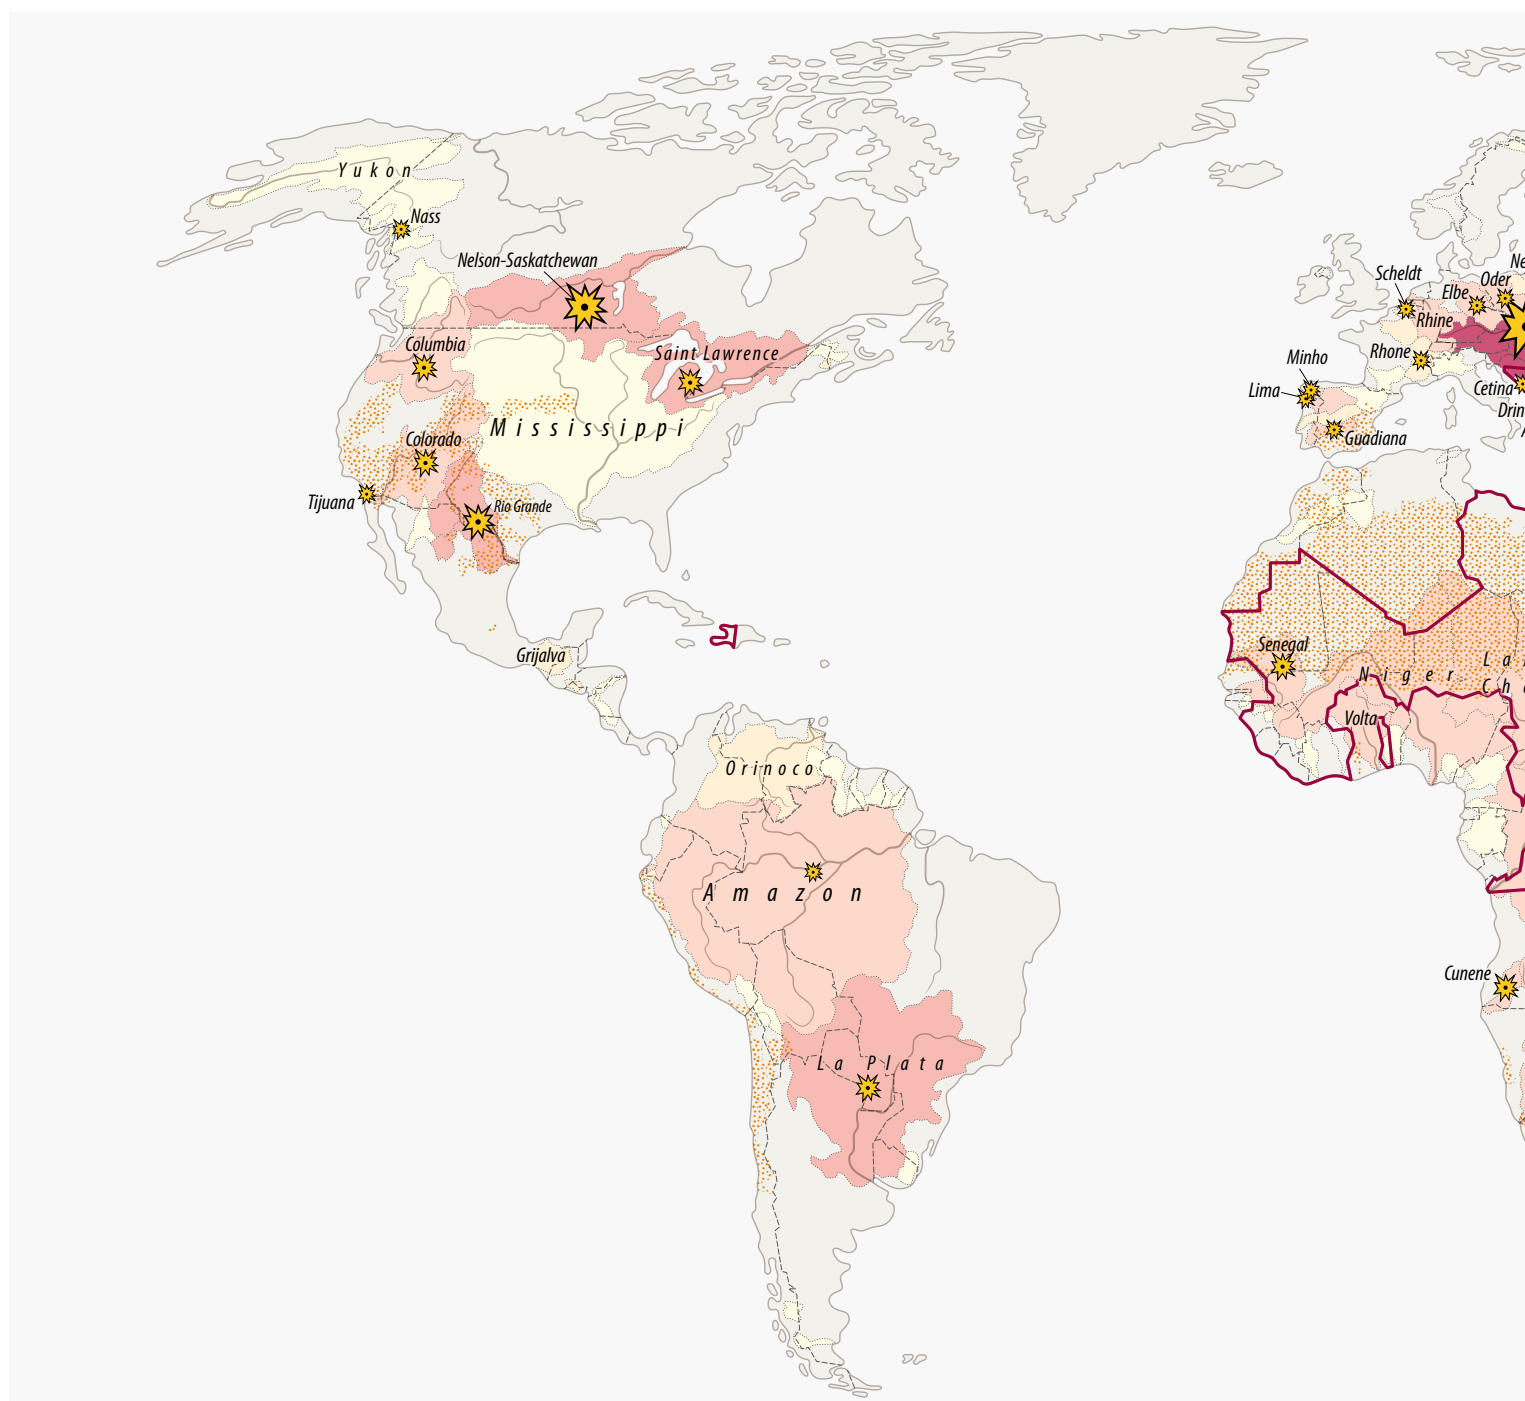 Yukon
Nass
Nelson-Saskatchewan
Columbia
Saint Lawrence
Mississippi
Colorado
Tijuana
Rio Grande
Grijalva
Orinoco
Amazon
La Plata
Scheldt
Oder
Elbe
Rhine
Rhone
Minho
Lima
Cetina
Guadiana
Senegal
Niger
Volta
Cunene